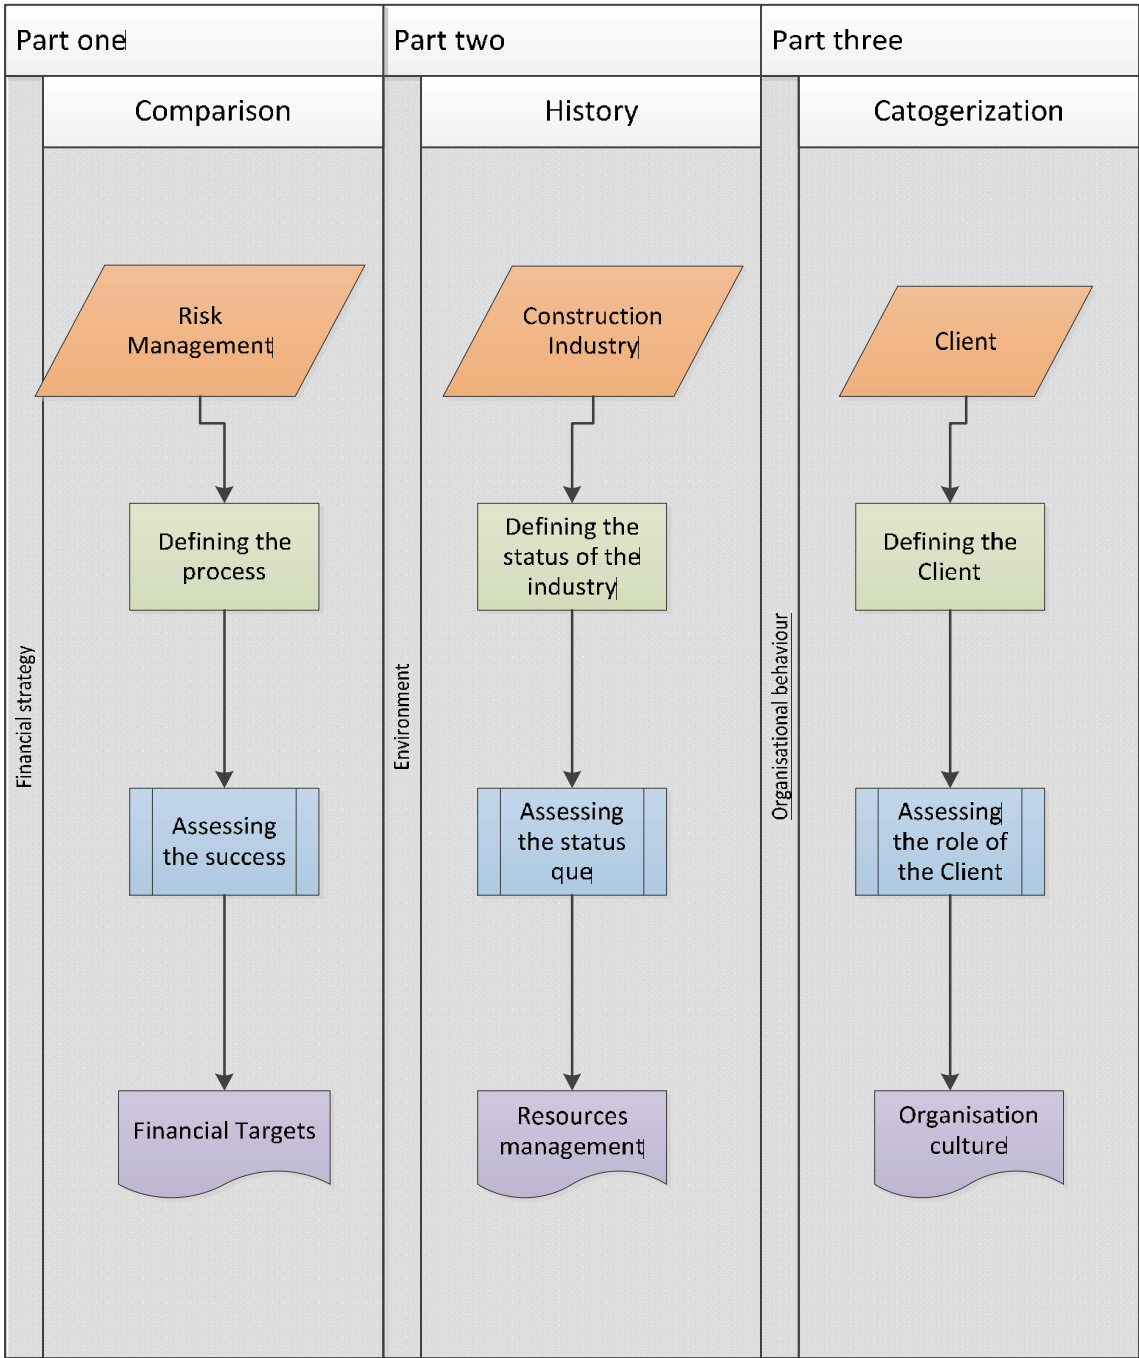 Part one
Part two
Part three
Comparison
History
Catogerization
Financial strategy
Risk
Management
Defining the
process
Assessing
the success
Financial Targets
Environment
Construction
Industry
Defining the
status of the
industry
Assessing
the status
que
Resources
management
Organisational behaviour
Client
Defining the
Client
Assessing
the role of
the Client
Organisation
culture